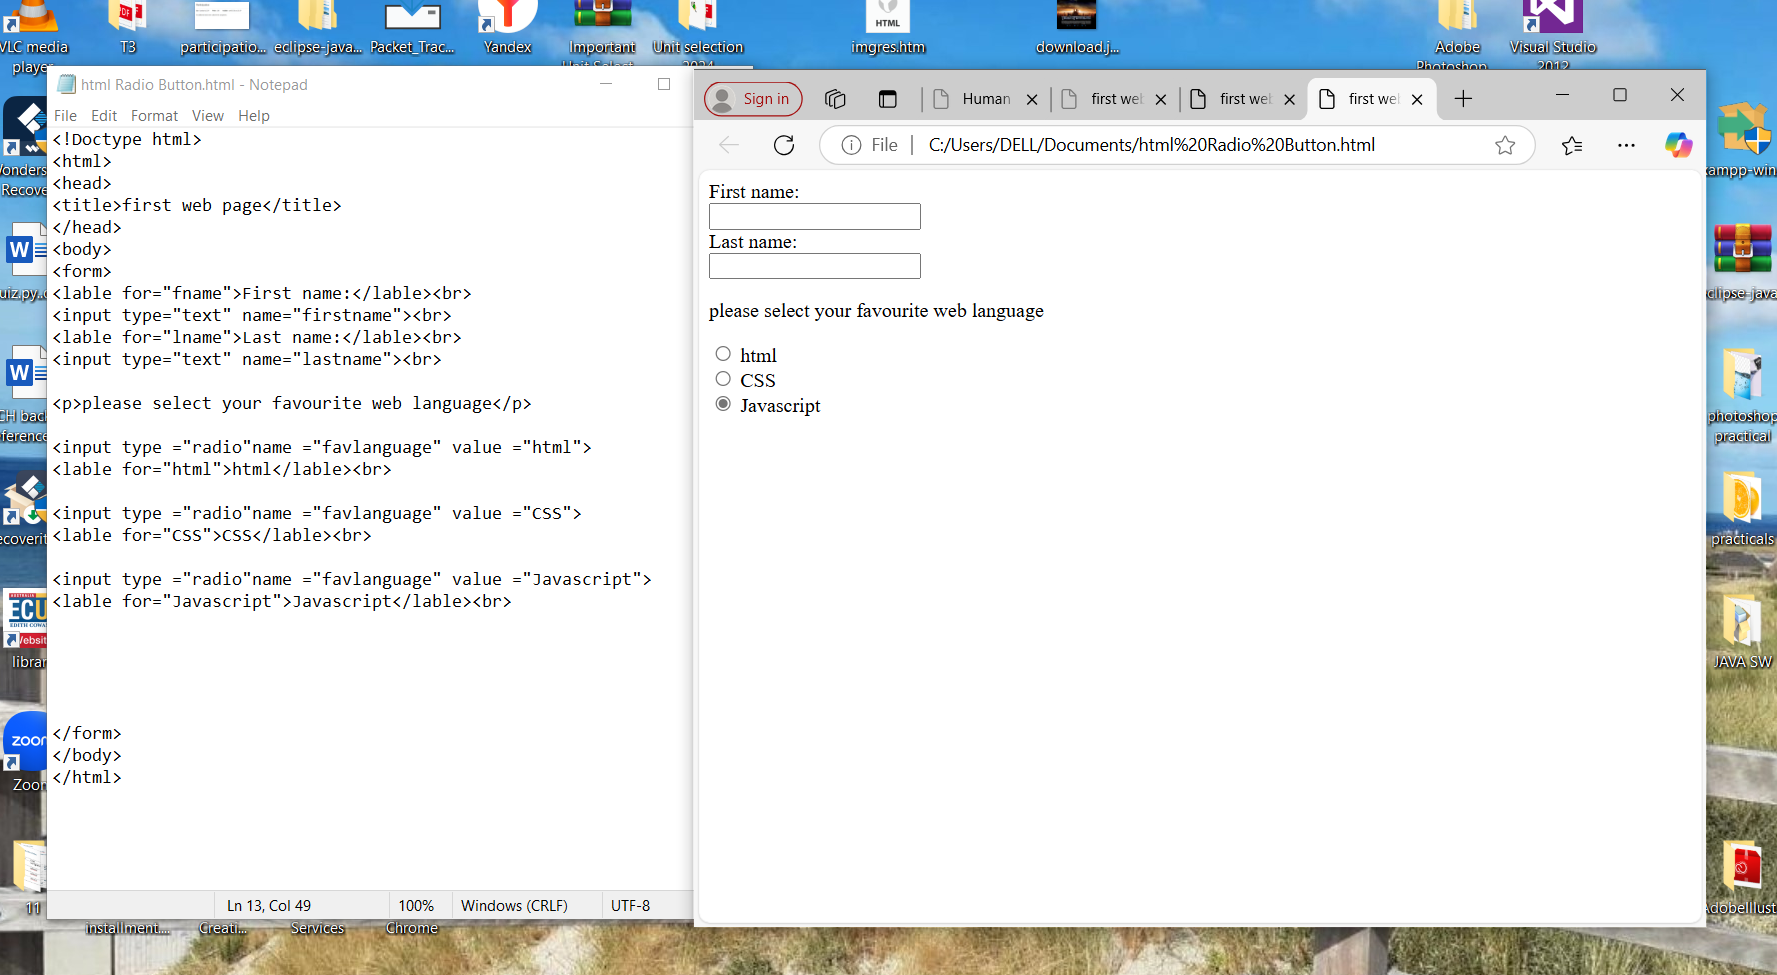 VLC media player
T3
participatio...
eclipse-java...
Packet_Trac...
Yandex
Important
Unit selection
HTML
imgres.htm
download.j...
Adobe
Photoshop
Visual Studio
2012
html Radio Button.html - Notepad
File Edit Format View Help
<!Doctype html>
<html>
<head>
<title>first web page</title>
</head>
<body>
<form>
<lable for="fname">First name:</lable><br>
<input type="text" name="firstname"><br>
<lable for="lname">Last name:</lable><br>
<input type="text" name="lastname"><br>
<p>please select your favourite web language</p>
<input type ="radio"name ="favlanguage" value ="html">
<lable for="html">html</lable><br>
<input type ="radio"name ="favlanguage" value ="CSS">
<lable for="CSS">CSS</lable><br>
<input type ="radio"name ="favlanguage" value ="Javascript">
<lable for="Javascript">Javascript</lable><br>
</form>
</body>
</html>
Ln 13, Col 49 100% Windows (CRLF) UTF-8
Sign in
Human
first we
first we
first we
File C:/Users/DELL/Documents/html%20Radio%20Button.html
First name:
Last name:
please select your favourite web language
html
CSS
Javascript
onders
Recove
uiz.py..
CH bac
ference
ecoverit
ECU
EDITH COWA
Websit
librar
zoom
Zoor
11
installment....
Creati...
Services
Chrome
xampp-win
clipse-java
photoshop
practical
practicals
JAVA SW
AdobeIllust